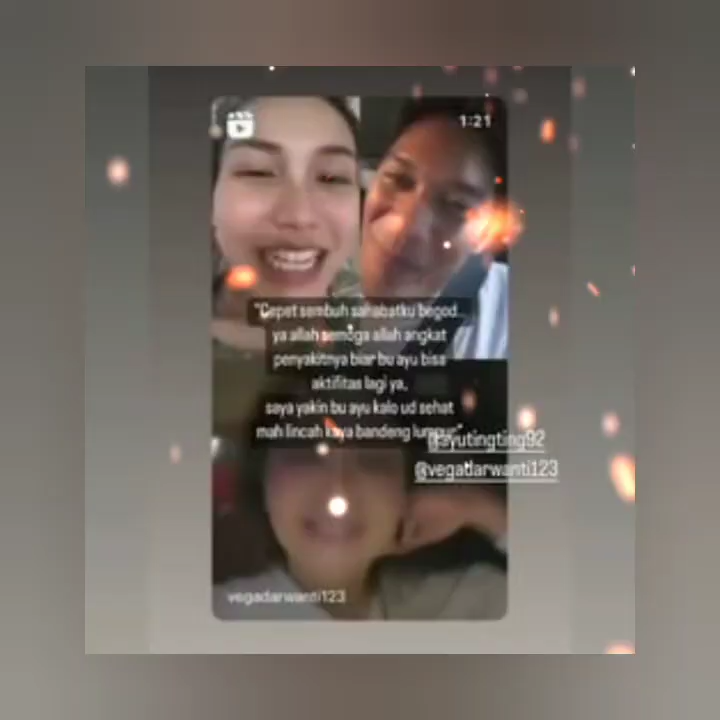 1:21
"Cepet sembuh sahabatku begod...
ya allah semoga allah angkat
penyakitnya biar bu ayu bisa
aktifitas lagi ya,
saya yakin bu ayu kalo ud sehat
mah lincah kaya bandeng lumpur"
@ayutingting92
@vegadarwanti123
vegadarwanti123